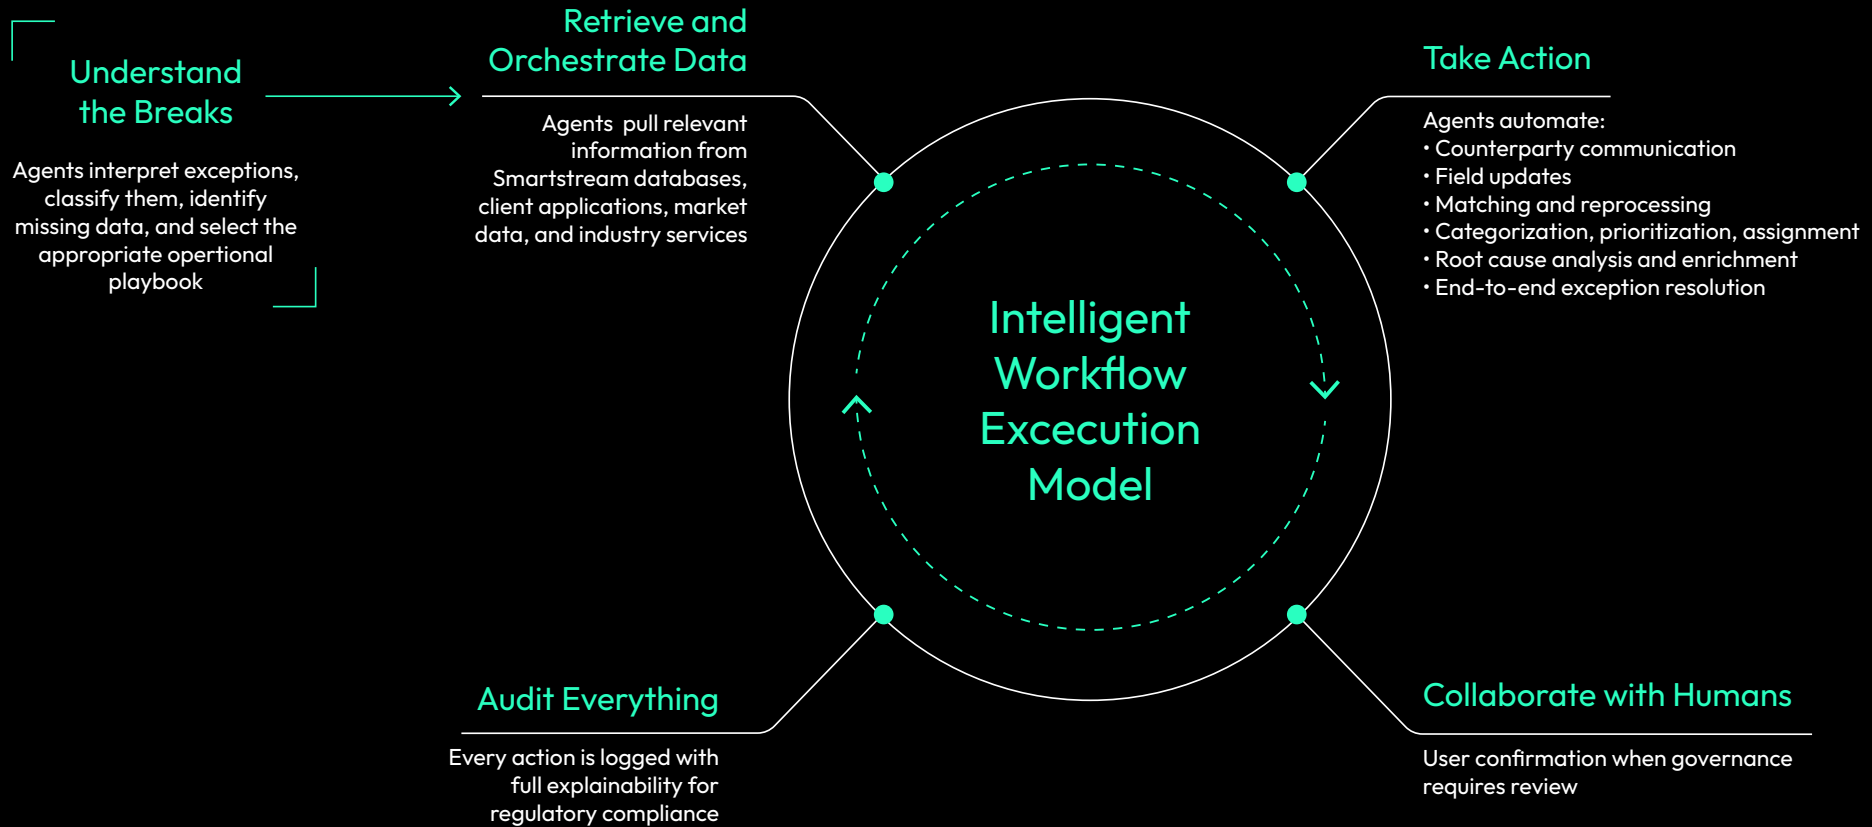 Understand
the Breaks
Agents interpret exceptions,
classify them, identify
missing data, and select the
appropriate opertional
playbook
Retrieve and
Orchestrate Data
Agents  pull relevant
information from
Smartstream databases,
client applications, market
data, and industry services
Take Action
Agents automate:
• Counterparty communication
• Field updates
• Matching and reprocessing
• Categorization, prioritization, assignment
• Root cause analysis and enrichment
• End-to-end exception resolution
Intelligent
Workflow
Excecution
Model
Audit Everything
Every action is logged with
full explainability for
regulatory compliance
Collaborate with Humans
User confirmation when governance
requires review